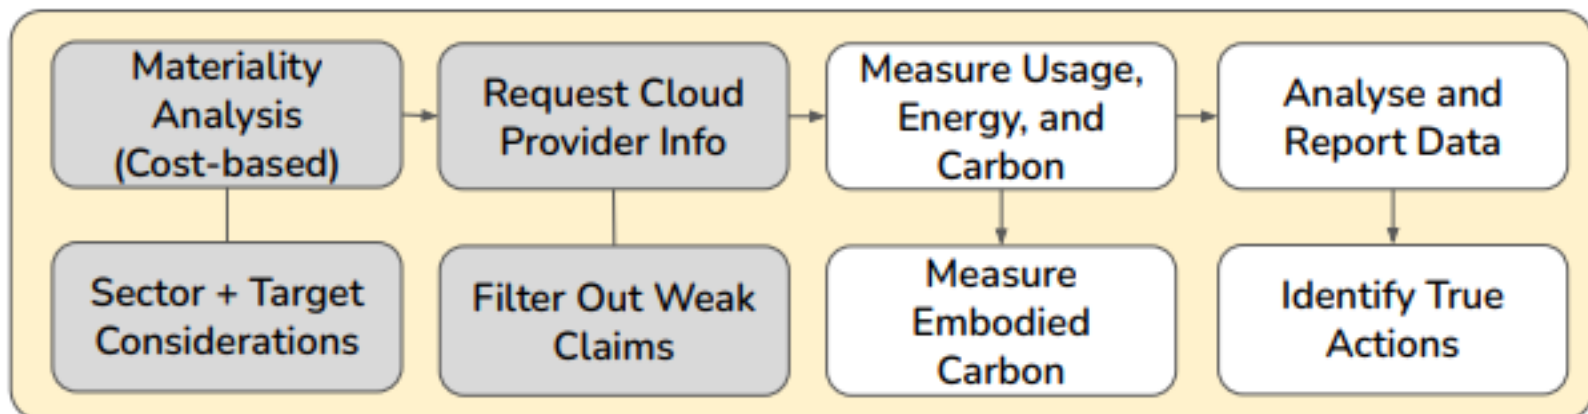 Materiality
Analysis
(Cost-based)
Request Cloud
Provider Info
Measure Usage,
Energy, and
Carbon
Analyse and
Report Data
Sector + Target
Considerations
Filter Out Weak
Claims
Measure
Embodied
Carbon
Identify True
Actions